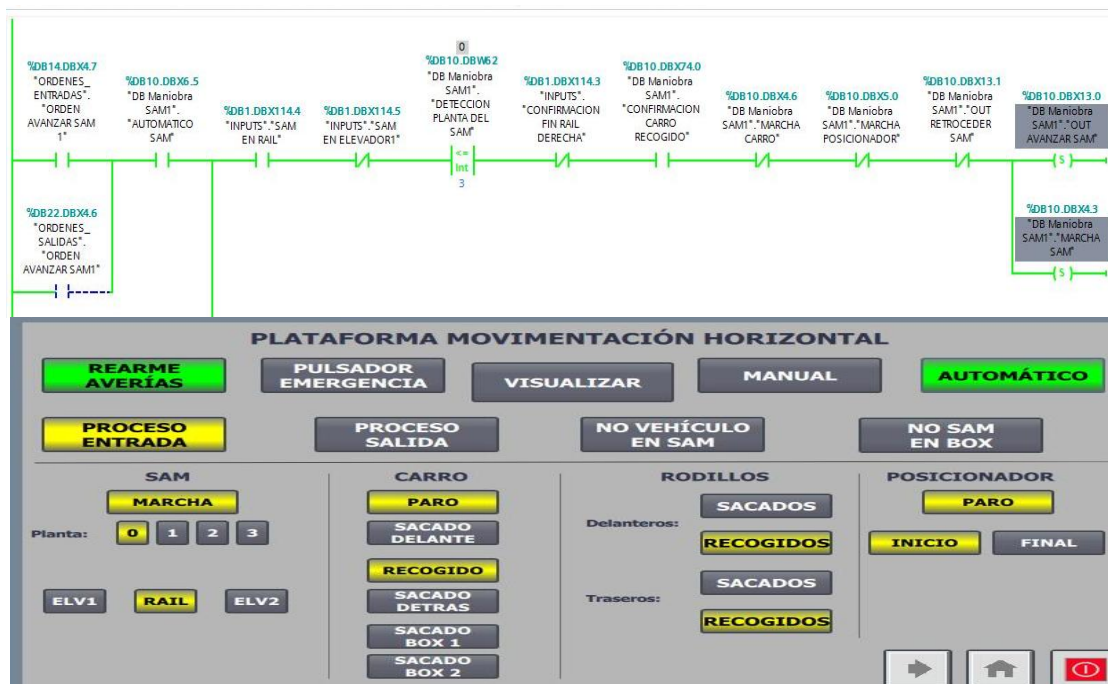 %DB14.DBX4.7
"ORDENES_
ENTRADAS".
"ORDEN
AVANZAR SAM
1"
%DB10.DBX6.5
"DB Maniobra
SAM1".
"AUTOMATICO
SAM"
%DB1.DBX114.4
"INPUTS"."SAM
EN RAIL"
%DB1.DBX114.5
"INPUTS"."SAM
EN ELEVADOR1"
0
%DB10.DBW62
"DB Maniobra
SAM1".
"DETECCION
PLANTA DEL
SAM"
<=
Int
3
%DB1.DBX114.3
"INPUTS".
"CONFIRMACION
FIN RAIL
DERECHA"
%DB10.DBX74.0
"DB Maniobra
SAM1".
"CONFIRMACION
CARRO
RECOGIDO"
%DB10.DBX4.6
"DB Maniobra
SAM1"."MARCHA
CARRO"
%DB10.DBX5.0
"DB Maniobra
SAM1"."MARCHA
POSICIONADOR"
%DB10.DBX13.1
"DB Maniobra
SAM1"."OUT
RETROCEDER
SAM"
%DB10.DBX13.0
"DB Maniobra
SAM1"."OUT
AVANZAR SAM"
S
%DB22.DBX4.6
"ORDENES_
SALIDAS".
"ORDEN
AVANZAR SAM1"
%DB10.DBX4.3
"DB Maniobra
SAM1"."MARCHA
SAM"
S
PLATAFORMA MOVIMENTACIÓN HORIZONTAL
REARME
AVERÍAS
PULSADOR
EMERGENCIA
VISUALIZAR
MANUAL
AUTOMÁTICO
PROCESO
ENTRADA
PROCESO
SALIDA
NO VEHÍCULO
EN SAM
NO SAM
EN BOX
SAM
MARCHA
Planta: 0 1 2 3
ELV1 RAIL ELV2
CARRO
PARO
SACADO
DELANTE
RECOGIDO
SACADO
DETRAS
SACADO
BOX 1
SACADO
BOX 2
RODILLOS
Delanteros:
SACADOS
RECOGIDOS
Traseros:
SACADOS
RECOGIDOS
POSICIONADOR
PARO
INICIO FINAL